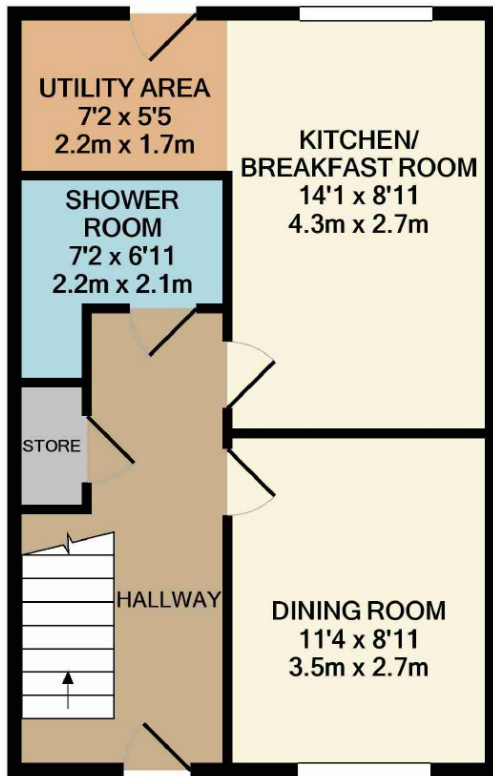 UTILITY AREA
7'2 x 5'5
2.2m x 1.7m
KITCHEN/
BREAKFAST ROOM
14'1 x 8'11
4.3m x 2.7m
SHOWER
ROOM
7'2 x 6'11
2.2m x 2.1m
STORE
HALLWAY
DINING ROOM
11'4 x 8'11
3.5m x 2.7m